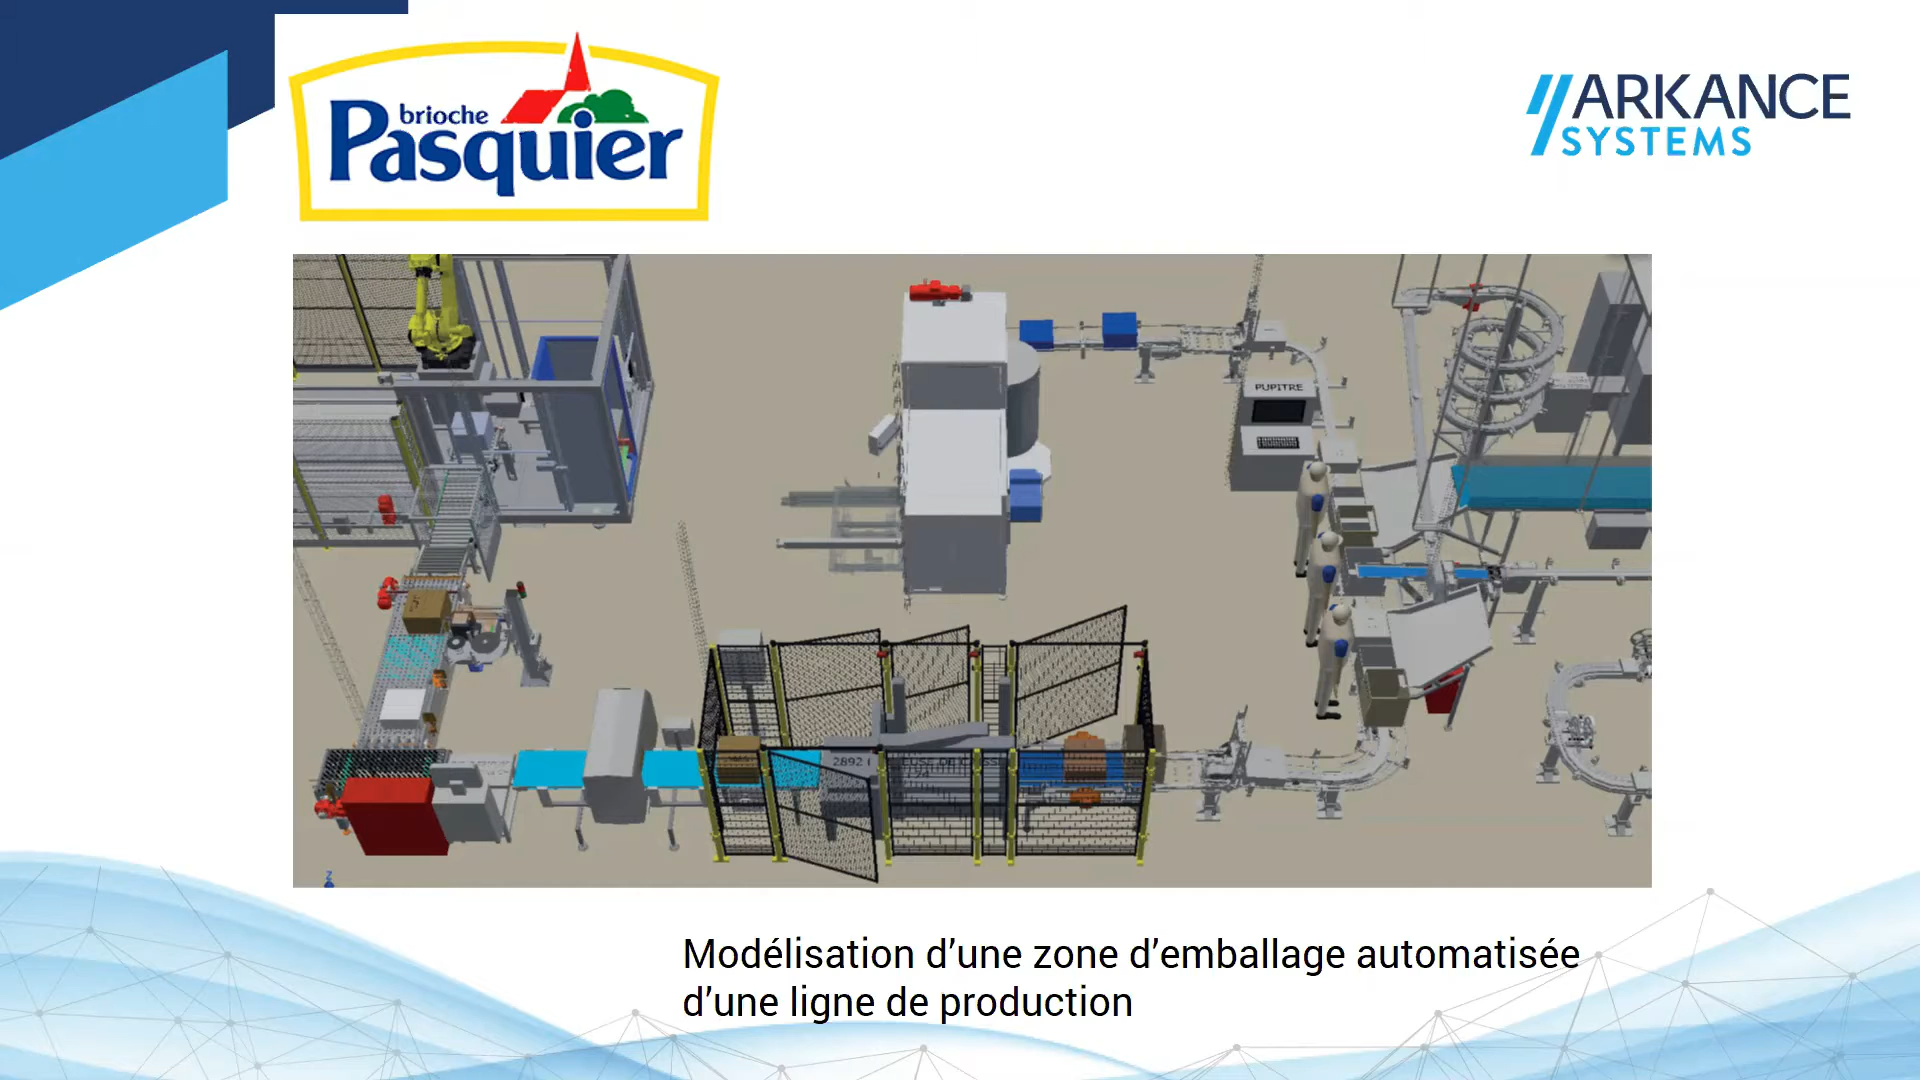 brioche
Pasquier
ARKANCE
SYSTEMS
PUPITRE
2892
Z
Modélisation d’une zone d’emballage automatisée
d’une ligne de production